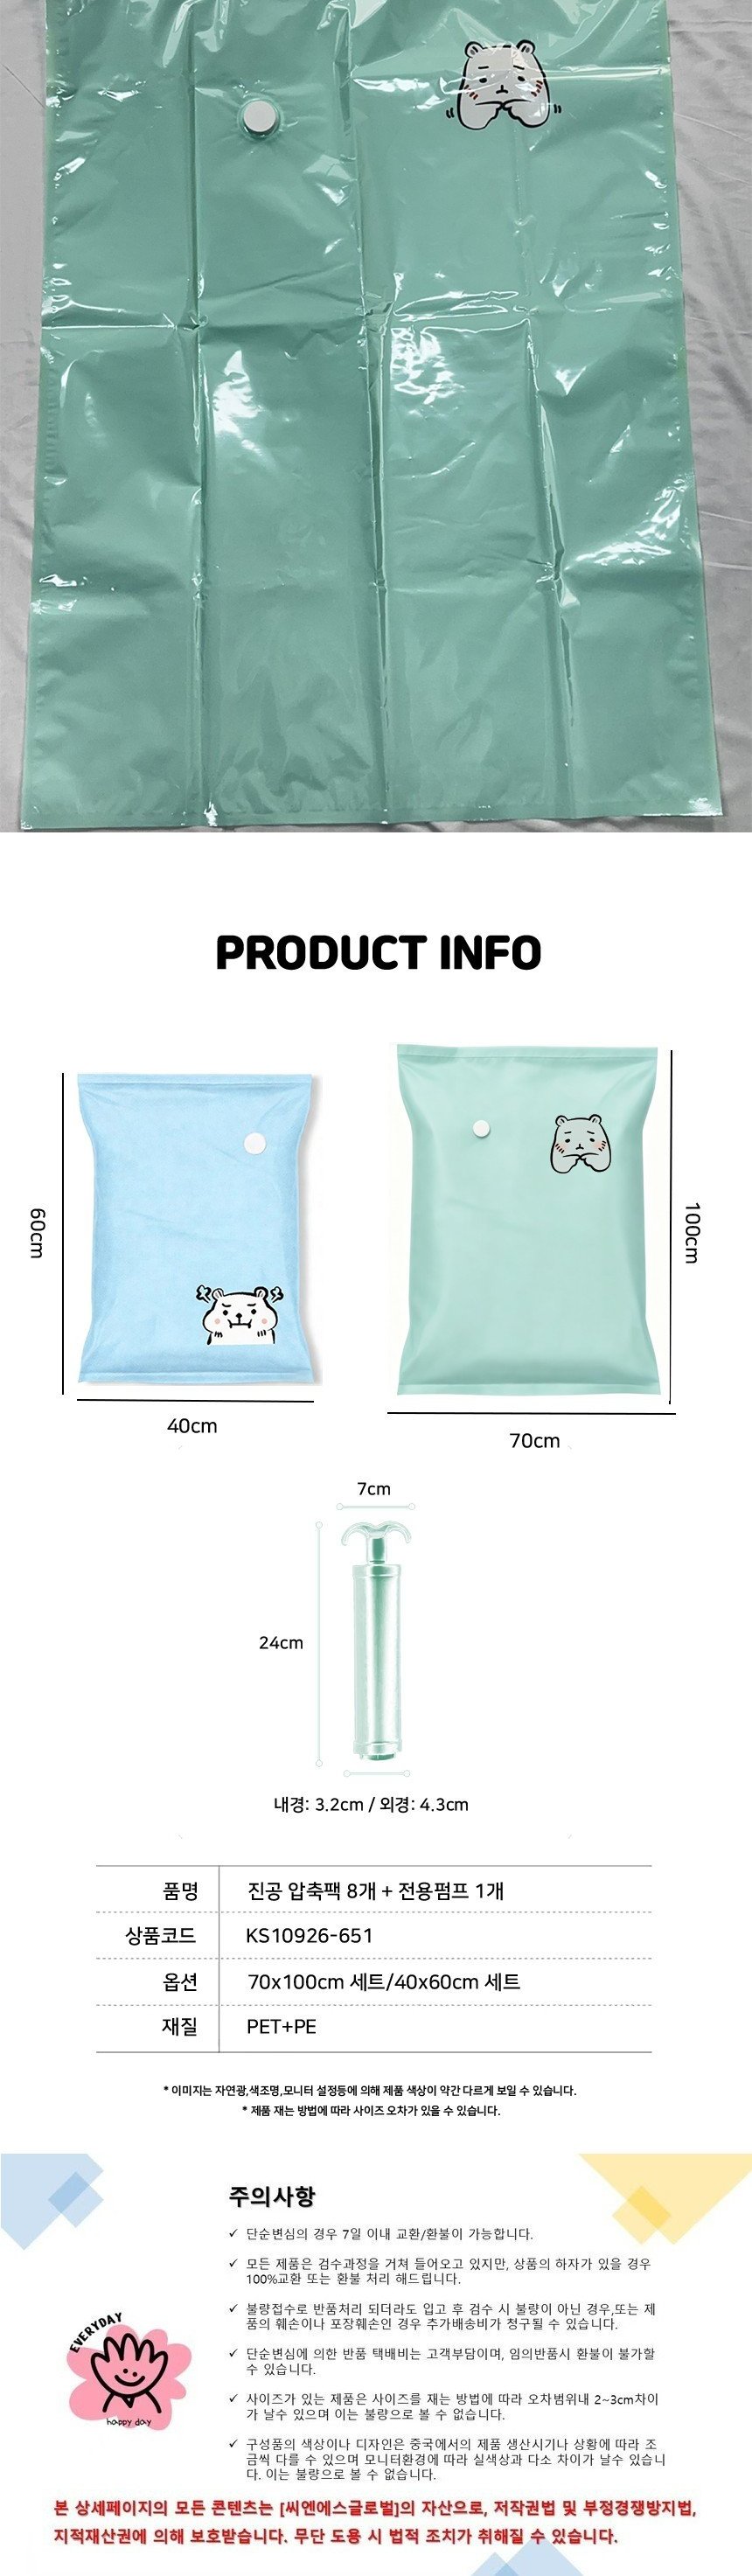 PRODUCT INFO
60cm
100cm
40cm
70cm
7cm
24cm
내경: 3.2cm / 외경: 4.3cm
품명 진공 압축팩 8개 + 전용펌프 1개
상품코드 KS10926-651
옵션 70x100cm 세트/40x60cm 세트
재질 PET+PE
* 이미지는 자연광,색조명,모니터 설정등에 의해 제품 색상이 약간 다르게 보일 수 있습니다.
* 제품 재는 방법에 따라 사이즈 오차가 있을 수 있습니다.
주의사항
✓ 단순변심의 경우 7일 이내 교환/환불이 가능합니다.
✓ 모든 제품은 검수과정을 거쳐 들어오고 있지만, 상품의 하자가 있을 경우
100%교환 또는 환불 처리 해드립니다.
✓ 불량접수로 반품처리 되더라도 입고 후 검수 시 불량이 아닌 경우,또는 제
품의 훼손이나 포장훼손인 경우 추가배송비가 청구될 수 있습니다.
✓ 단순변심에 의한 반품 택배비는 고객부담이며, 임의반품시 환불이 불가할
수 있습니다.
✓ 사이즈가 있는 제품은 사이즈를 재는 방법에 따라 오차범위내 2~3cm차이
가 날수 있으며 이는 불량으로 볼 수 없습니다.
✓ 구성품의 색상이나 디자인은 중국에서의 제품 생산시기나 상황에 따라 조
금씩 다를 수 있으며 모니터환경에 따라 실색상과 다소 차이가 날수 있습니
다. 이는 불량으로 볼 수 없습니다.
EVERYDAY
happy day
본 상세페이지의 모든 콘텐츠는 [씨엔에스글로벌]의 자산으로, 저작권법 및 부정경쟁방지법,
지적재산권에 의해 보호받습니다. 무단 도용 시 법적 조치가 취해질 수 있습니다.